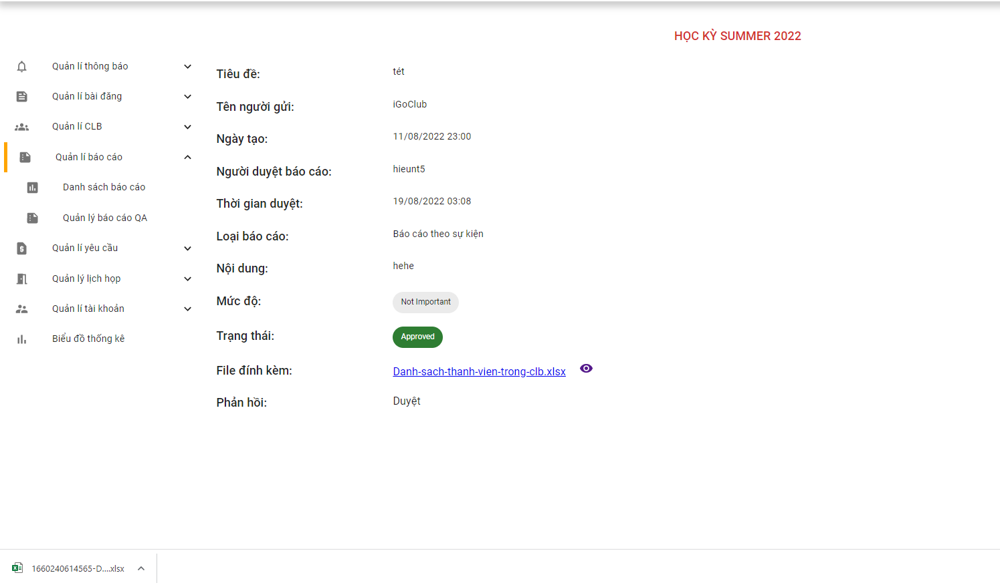 HỌC KỲ SUMMER 2022
Quản lí thông báo
Quản lí bài đăng
Quản lí CLB
Quản lí báo cáo
Danh sách báo cáo
Quản lý báo cáo QA
Quản lí yêu cầu
Quản lý lịch họp
Quản lí tài khoản
Biểu đồ thống kê
Tiêu đề: tét
Tên người gửi: iGoClub
Ngày tạo: 11/08/2022 23:00
Người duyệt báo cáo: hieunt5
Thời gian duyệt: 19/08/2022 03:08
Loại báo cáo: Báo cáo theo sự kiện
Nội dung: hehe
Mức độ: Not Important
Trạng thái: Approved
File đính kèm: Danh-sach-thanh-vien-trong-clb.xlsx
Phản hồi: Duyệt
1660240614565-D....xlsx